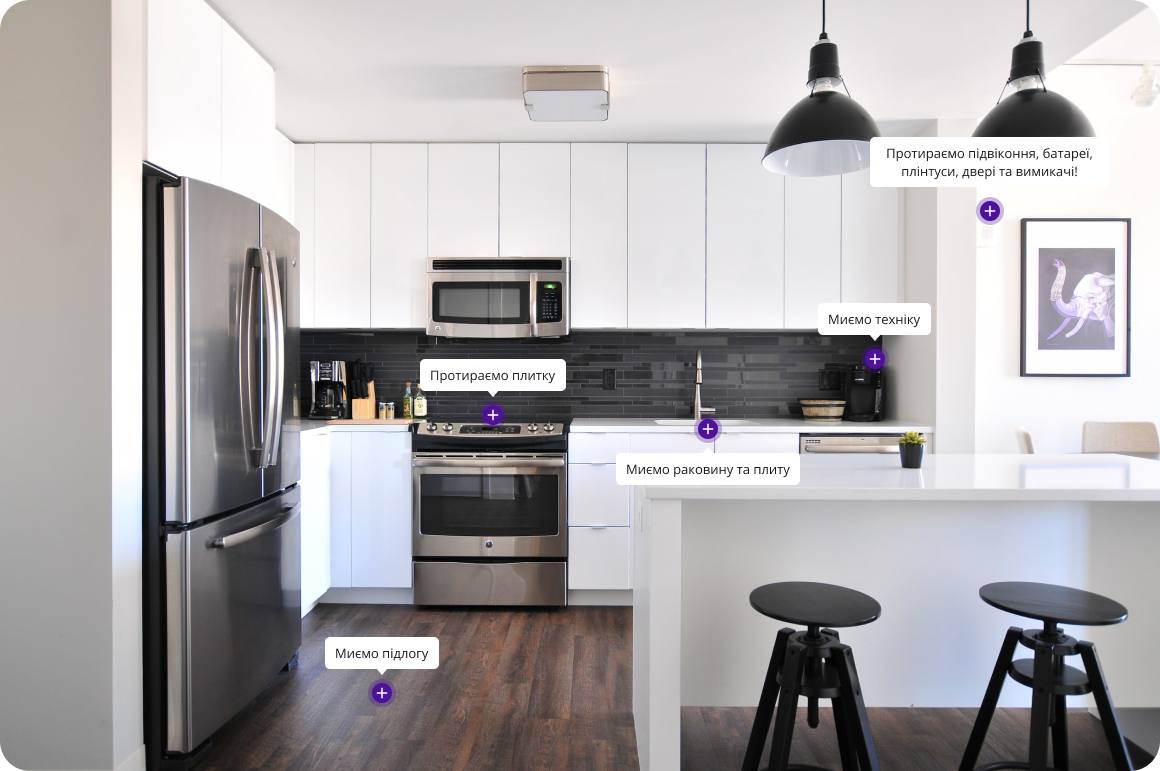 Протираємо підвіконня, батареї,
плінтуси, двері та вимикачі!
Миємо техніку
Протираємо плитку
Миємо раковину та плиту
Миємо підлогу